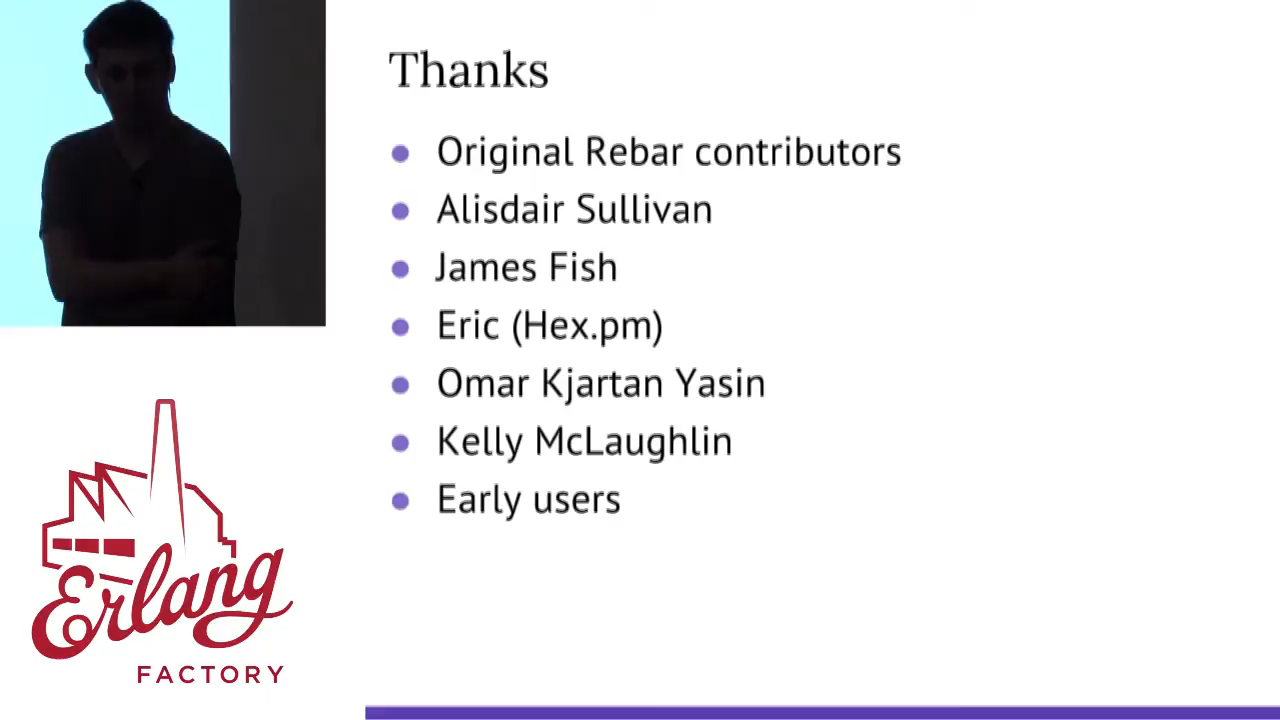 Thanks
Original Rebar contributors
Alisdair Sullivan
James Fish
Eric (Hex.pm)
Omar Kjartan Yasin
Kelly McLaughlin
Early users
Erlang
FACTORY